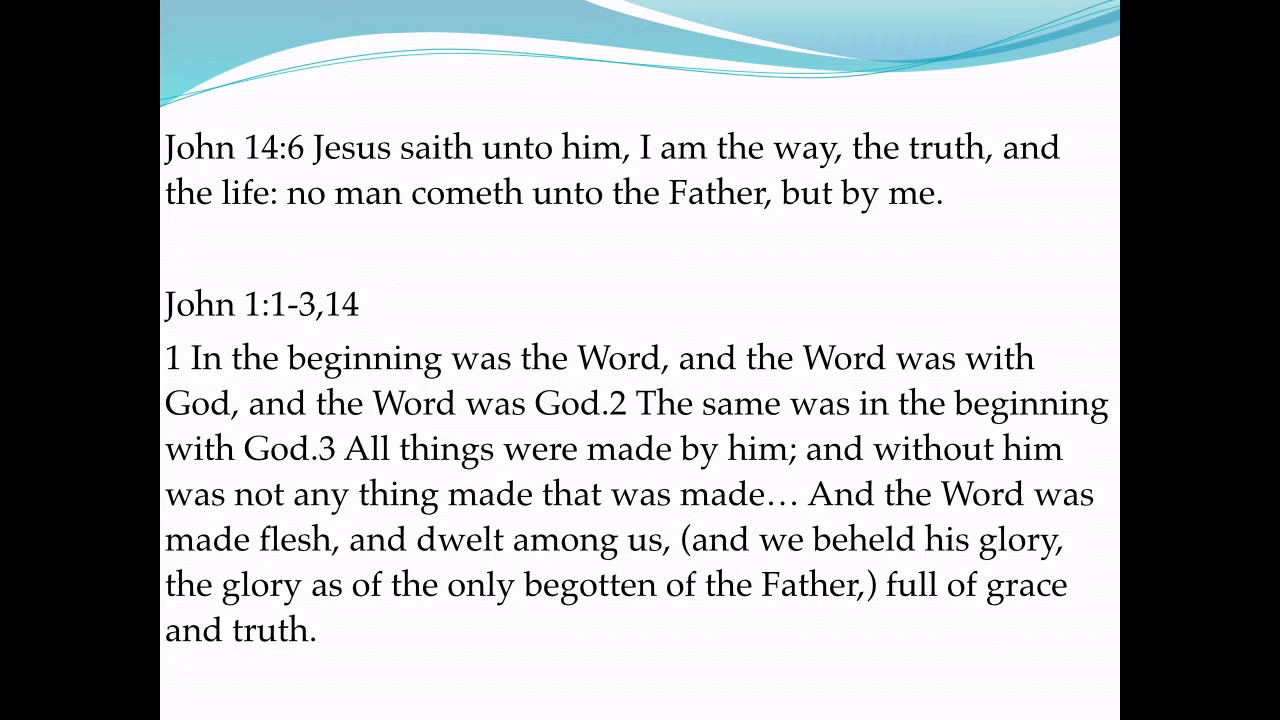 John 14:6 Jesus saith unto him, I am the way, the truth, and
the life: no man cometh unto the Father, but by me.
John 1:1-3,14
1 In the beginning was the Word, and the Word was with
God, and the Word was God.2 The same was in the beginning
with God.3 All things were made by him; and without him
was not any thing made that was made… And the Word was
made flesh, and dwelt among us, (and we beheld his glory,
the glory as of the only begotten of the Father,) full of grace
and truth.